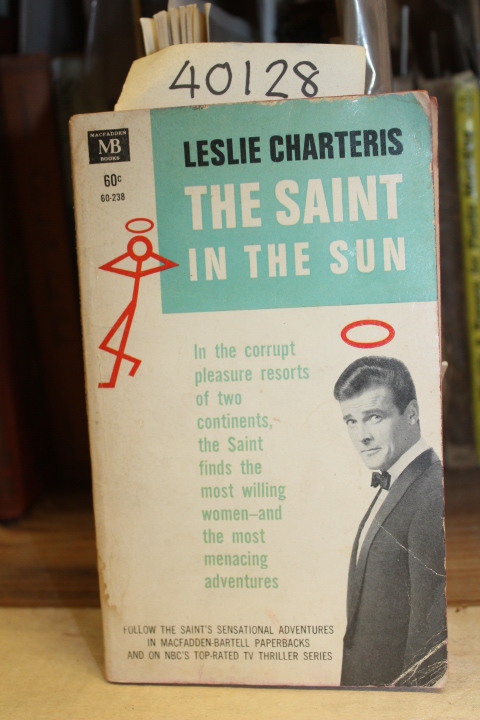 40128
MACFADDEN
MB
BOOKS
60c
60-238
LESLIE CHARTERIS
THE SAINT
IN THE SUN
In the corrupt
pleasure resorts
of two
continents,
the Saint
finds the
most willing
women—and
the most
menacing
adventures
FOLLOW THE SAINT'S SENSATIONAL ADVENTURES
IN MACFADDEN-BARTELL PAPERBACKS
AND ON NBC'S TOP-RATED TV THRILLER SERIES